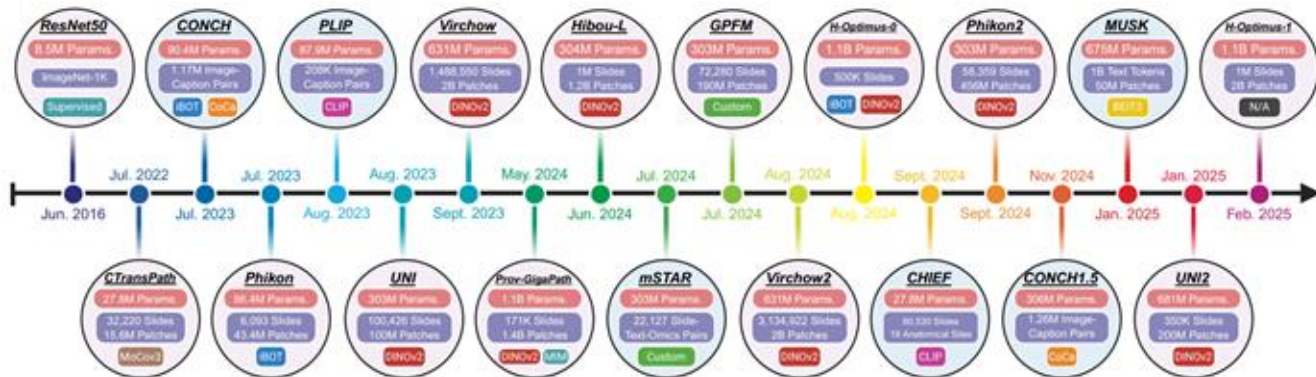 ResNet50
8.5M Params.
ImageNet-1K
Supervised
CONCH
90.4M Params.
1.17M Image-
Caption Pairs
iBOT CoCa
PLIP
87.9M Params.
208K Image-
Caption Pairs
CLIP
Virchow
631M Params.
1,488,550 Slides
2B Patches
DINOv2
Hibou-L
304M Params.
1M Slides
1.2B Patches
DINOv2
GPFM
303M Params.
72,280 Slides
190M Patches
Custom
H-Optimus-0
1.1B Params.
500K Slides
iBOT DINOv2
Phikon2
303M Params.
58,359 Slides
456M Patches
DINOv2
MUSK
675M Params.
1B Text Tokens
50M Patches
BEIT3
H-Optimus-1
1.1B Params.
1M Slides
2B Patches
N/A
Jul. 2022 Jul. 2023 Aug. 2023 May. 2024 Jul. 2024 Aug. 2024 Sept. 2024 Nov. 2024 Jan. 2025
Jun. 2016 Jul. 2023 Aug. 2023 Sept. 2023 Jun. 2024 Jul. 2024 Aug. 2024 Sept. 2024 Jan. 2025 Feb. 2025
CTransPath
27.8M Params.
32,220 Slides
15.6M Patches
MoCov3
Phikon
86.4M Params.
6,093 Slides
43.4M Patches
iBOT
UNI
303M Params.
100,426 Slides
100M Patches
DINOv2
Prov-GigaPath
1.1B Params.
171K Slides
1.4B Patches
DINOv2 MIM
mSTAR
303M Params.
22,127 Slide-
Text-Omics Pairs
Custom
Virchow2
631M Params.
3,134,922 Slides
2B Patches
DINOv2
CHIEF
27.8M Params.
60,530 Slides
19 Anatomical Sites
CLIP
CONCH1.5
306M Params.
1.26M Image-
Caption Pairs
CoCa
UNI2
681M Params.
350K Slides
200M Patches
DINOv2